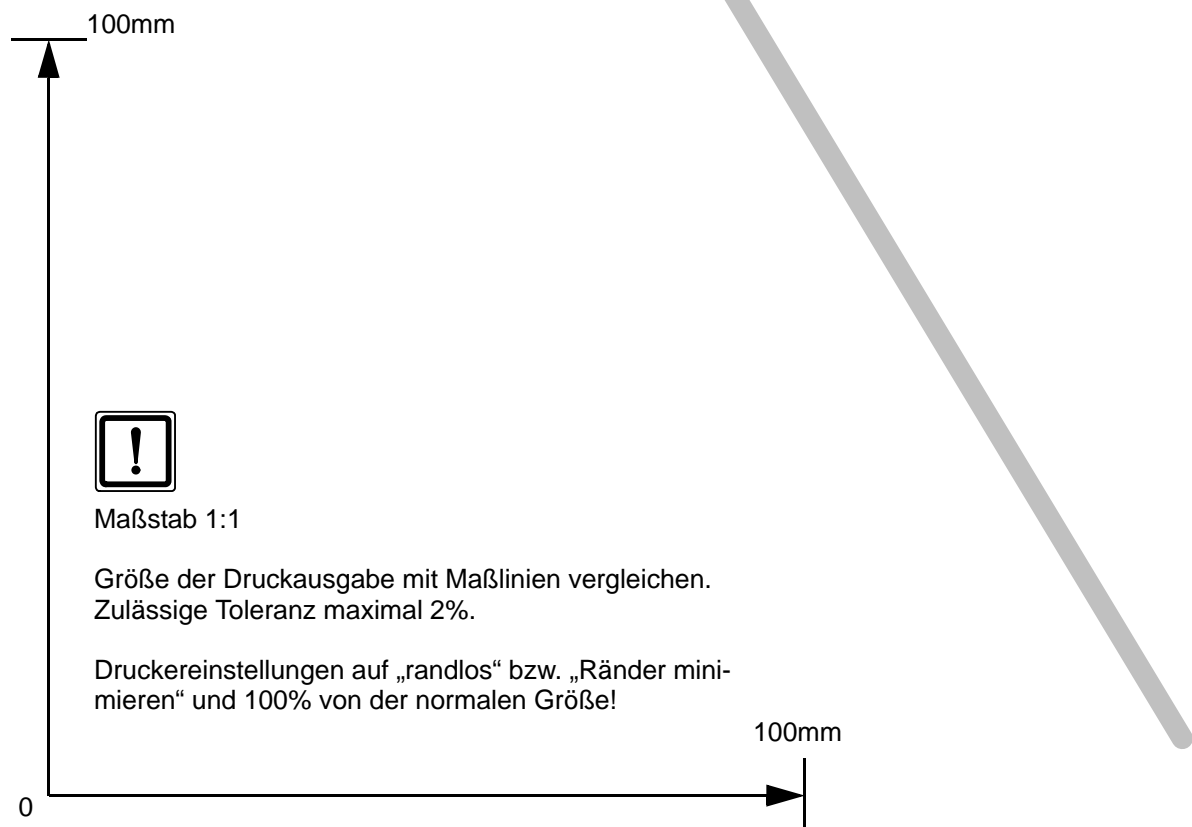 100mm
!
Maßstab 1:1
Größe der Druckausgabe mit Maßlinien vergleichen.
Zulässige Toleranz maximal 2%.
Druckereinstellungen auf „randlos“ bzw. „Ränder mini-
mieren“ und 100% von der normalen Größe!
100mm
0